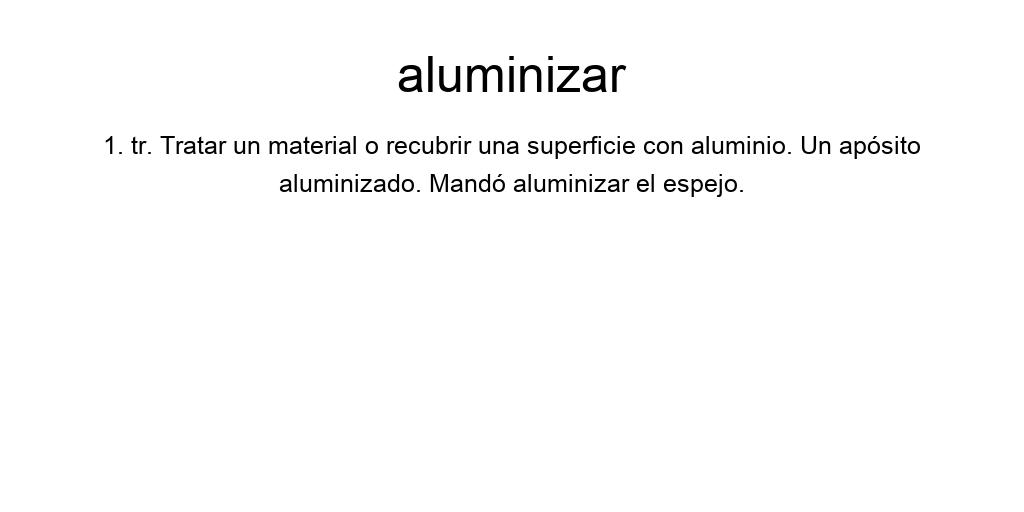 aluminizar
1. tr. Tratar un material o recubrir una superficie con aluminio. Un apósito
aluminizado. Mandó aluminizar el espejo.